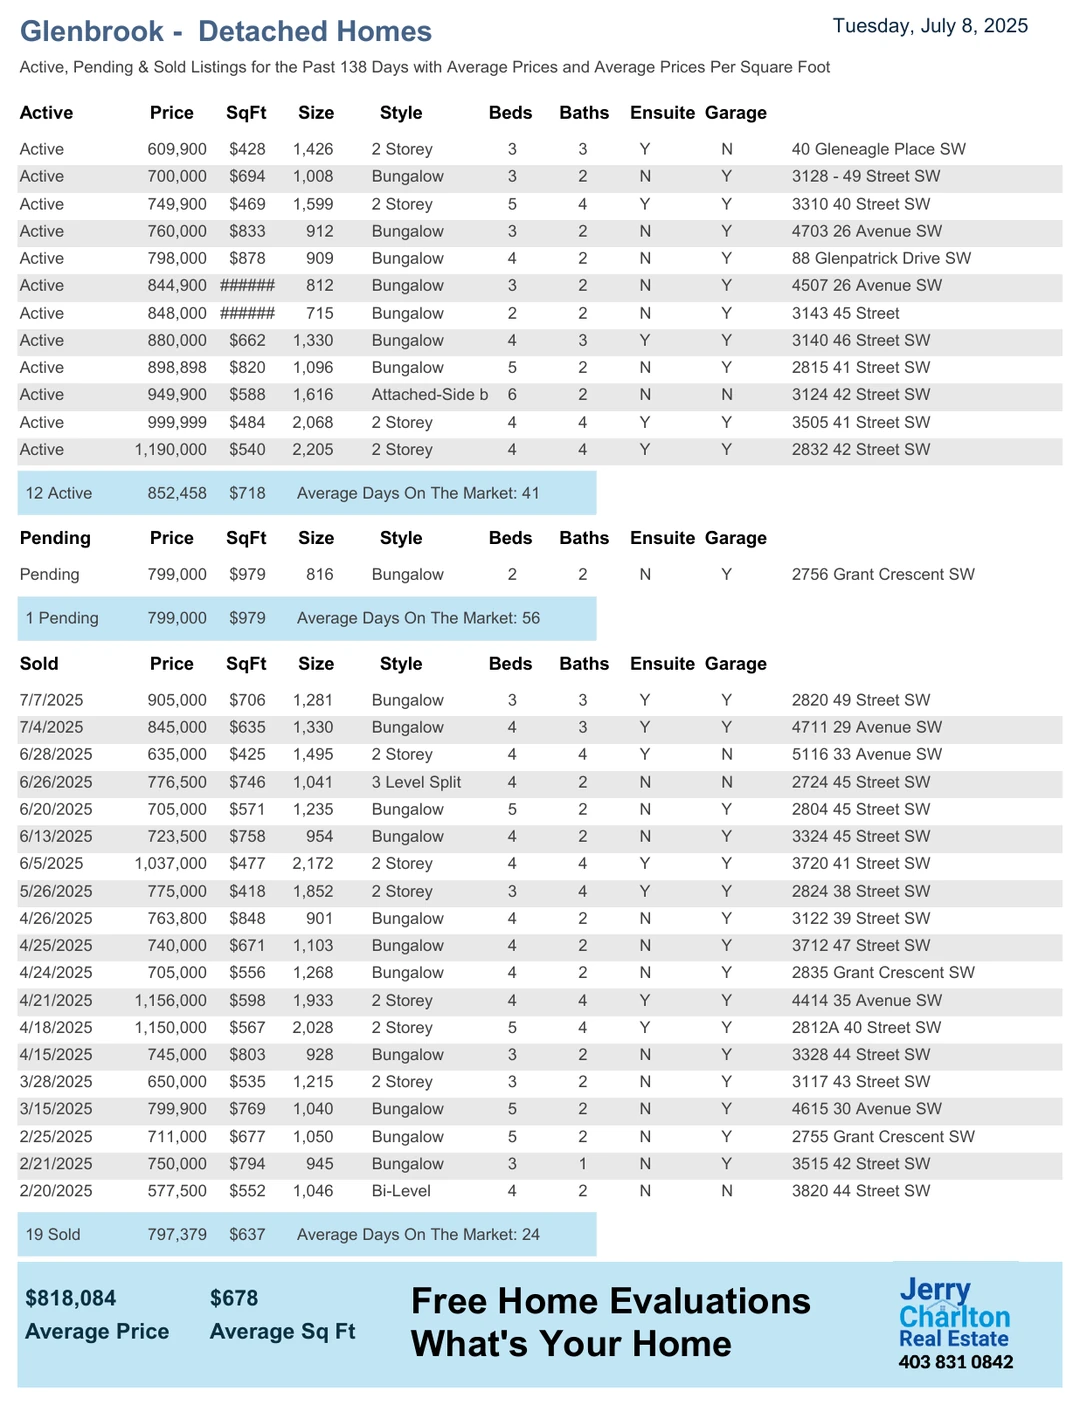 Glenbrook - Detached Homes
Tuesday, July 8, 2025
Active, Pending & Sold Listings for the Past 138 Days with Average Prices and Average Prices Per Square Foot
Active Price SqFt Size Style Beds Baths Ensuite Garage
Active 609,900 $428 1,426 2 Storey 3 3 Y N 40 Gleneagle Place SW
Active 700,000 $694 1,008 Bungalow 3 2 N Y 3128 - 49 Street SW
Active 749,900 $469 1,599 2 Storey 5 4 Y Y 3310 40 Street SW
Active 760,000 $833 912 Bungalow 3 2 N Y 4703 26 Avenue SW
Active 798,000 $878 909 Bungalow 4 2 N Y 88 Glenpatrick Drive SW
Active 844,900 ###### 812 Bungalow 3 2 N Y 4507 26 Avenue SW
Active 848,000 ###### 715 Bungalow 2 2 N Y 3143 45 Street
Active 880,000 $662 1,330 Bungalow 4 3 Y Y 3140 46 Street SW
Active 898,898 $820 1,096 Bungalow 5 2 N Y 2815 41 Street SW
Active 949,900 $588 1,616 Attached-Side b 6 2 N N 3124 42 Street SW
Active 999,999 $484 2,068 2 Storey 4 4 Y Y 3505 41 Street SW
Active 1,190,000 $540 2,205 2 Storey 4 4 Y Y 2832 42 Street SW
12 Active 852,458 $718 Average Days On The Market: 41
Pending Price SqFt Size Style Beds Baths Ensuite Garage
Pending 799,000 $979 816 Bungalow 2 2 N Y 2756 Grant Crescent SW
1 Pending 799,000 $979 Average Days On The Market: 56
Sold Price SqFt Size Style Beds Baths Ensuite Garage
7/7/2025 905,000 $706 1,281 Bungalow 3 3 Y Y 2820 49 Street SW
7/4/2025 845,000 $635 1,330 Bungalow 4 3 Y Y 4711 29 Avenue SW
6/28/2025 635,000 $425 1,495 2 Storey 4 4 Y N 5116 33 Avenue SW
6/26/2025 776,500 $746 1,041 3 Level Split 4 2 N N 2724 45 Street SW
6/20/2025 705,000 $571 1,235 Bungalow 5 2 N Y 2804 45 Street SW
6/13/2025 723,500 $758 954 Bungalow 4 2 N Y 3324 45 Street SW
6/5/2025 1,037,000 $477 2,172 2 Storey 4 4 Y Y 3720 41 Street SW
5/26/2025 775,000 $418 1,852 2 Storey 3 4 Y Y 2824 38 Street SW
4/26/2025 763,800 $848 901 Bungalow 4 2 N Y 3122 39 Street SW
4/25/2025 740,000 $671 1,103 Bungalow 4 2 N Y 3712 47 Street SW
4/24/2025 705,000 $556 1,268 Bungalow 4 2 N Y 2835 Grant Crescent SW
4/21/2025 1,156,000 $598 1,933 2 Storey 4 4 Y Y 4414 35 Avenue SW
4/18/2025 1,150,000 $567 2,028 2 Storey 5 4 Y Y 2812A 40 Street SW
4/15/2025 745,000 $803 928 Bungalow 3 2 N Y 3328 44 Street SW
3/28/2025 650,000 $535 1,215 2 Storey 3 2 N Y 3117 43 Street SW
3/15/2025 799,900 $769 1,040 Bungalow 5 2 N Y 4615 30 Avenue SW
2/25/2025 711,000 $677 1,050 Bungalow 5 2 N Y 2755 Grant Crescent SW
2/21/2025 750,000 $794 945 Bungalow 3 1 N Y 3515 42 Street SW
2/20/2025 577,500 $552 1,046 Bi-Level 4 2 N N 3820 44 Street SW
19 Sold 797,379 $637 Average Days On The Market: 24
$818,084 $678
Average Price Average Sq Ft
Free Home Evaluations
What's Your Home
Jerry
Charlton
Real Estate
403 831 0842